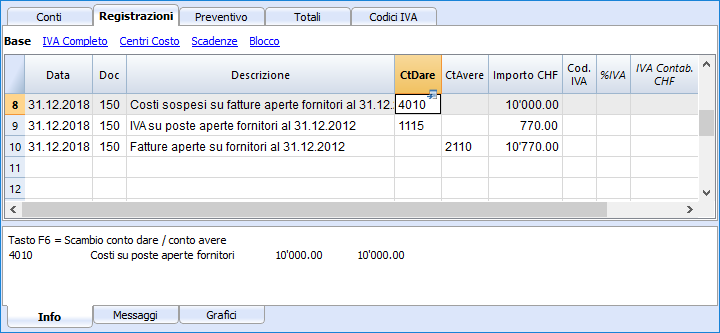 Conti Registrazioni Preventivo Totali Codici IVA
Base IVA Completo Centri Costo Scadenze Blocco
Data Doc Descrizione CtDare CtAvere Importo CHF Cod. IVA %IVA IVA Contab. CHF
8 31.12.2018 150 Costi sospesi su fatture aperte fornitori al 31.12. 4010 10'000.00
9 31.12.2018 150 IVA su poste aperte fornitori al 31.12.2012 1115 770.00
10 31.12.2018 150 Fatture aperte su fornitori al 31.12.2012 2110 10'770.00
11
12
Tasto F6 = Scambio conto dare / conto avere
4010 Costi su poste aperte fornitori 10'000.00 10'000.00
Info Messaggi Grafici